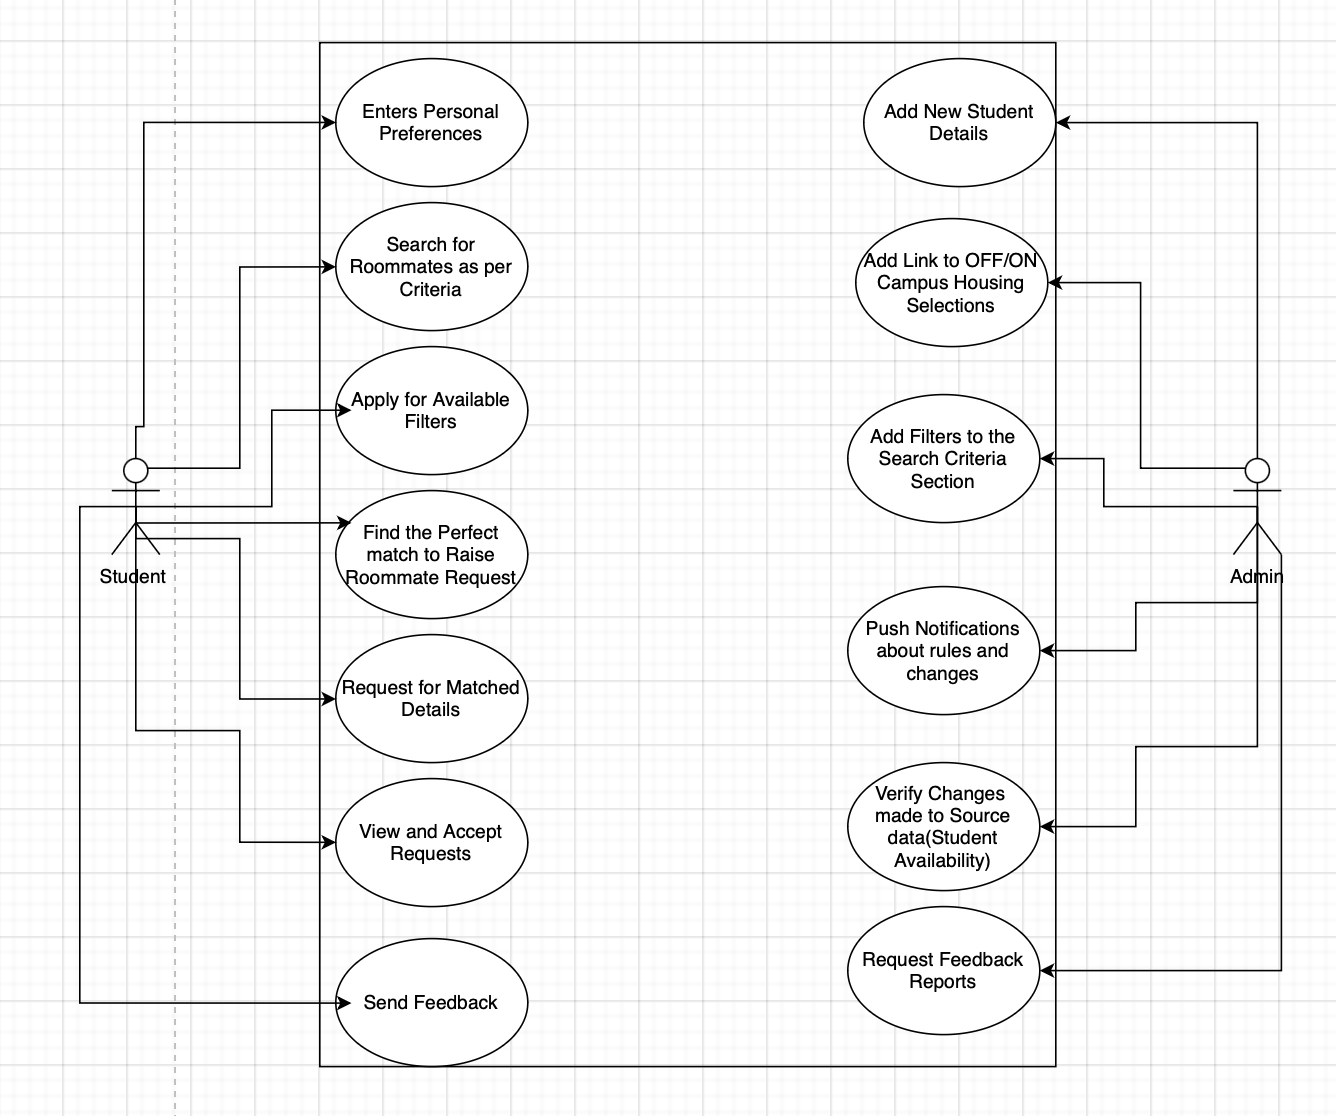 Enters Personal
Preferences
Search for
Roommates as per
Criteria
Apply for Available
Filters
Find the Perfect
match to Raise
Roommate Request
Request for Matched
Details
View and Accept
Requests
Send Feedback
Student
Add New Student
Details
Add Link to OFF/ON
Campus Housing
Selections
Add Filters to the
Search Criteria
Section
Push Notifications
about rules and
changes
Verify Changes
made to Source
data(Student
Availability)
Request Feedback
Reports
Admin